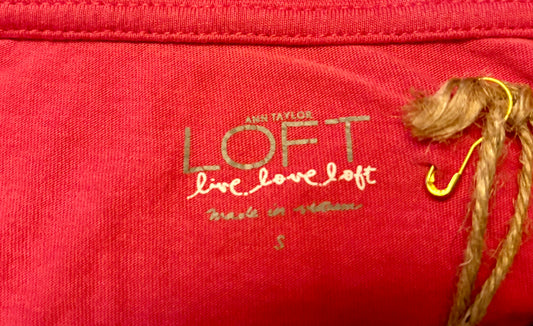 ANN TAYLOR
LOFT
live love loft
made in vietnam
S